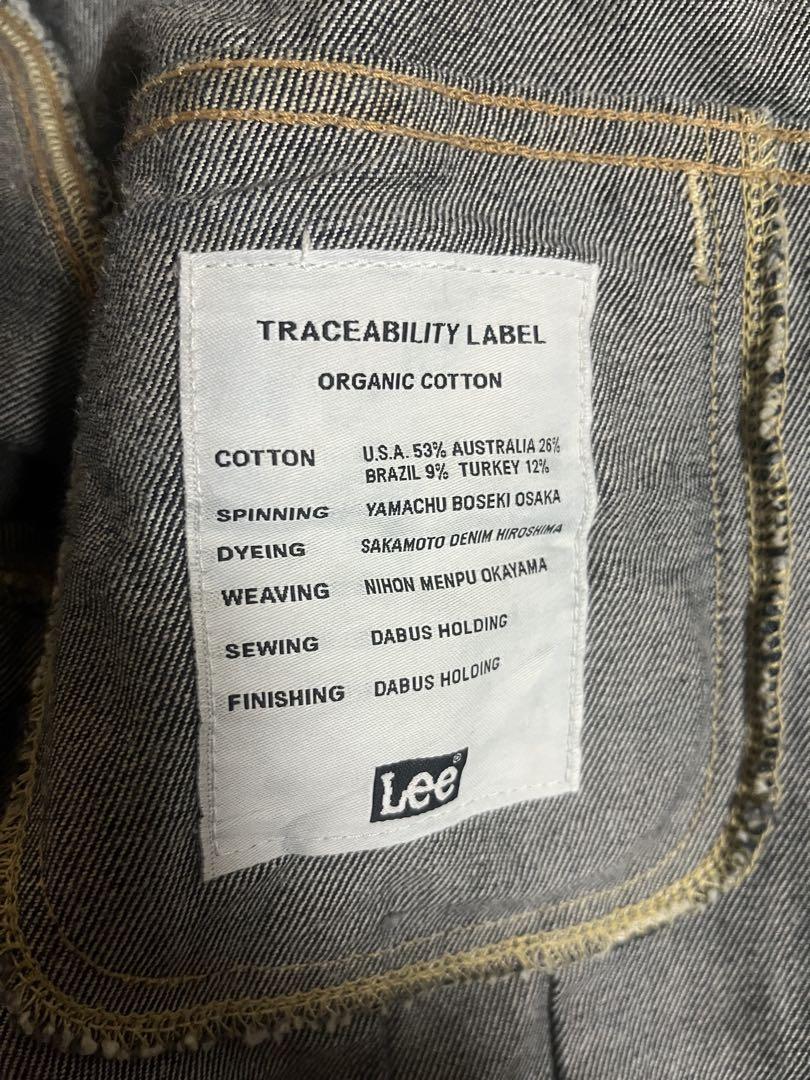 TRACEABILITY LABEL
ORGANIC COTTON
COTTON U.S.A. 53% AUSTRALIA 26%
BRAZIL 9% TURKEY 12%
SPINNING YAMACHU BOSEKI OSAKA
DYEING SAKAMOTO DENIM HIROSHIMA
WEAVING NIHON MENPU OKAYAMA
SEWING DABUS HOLDING
FINISHING DABUS HOLDING
Lee®